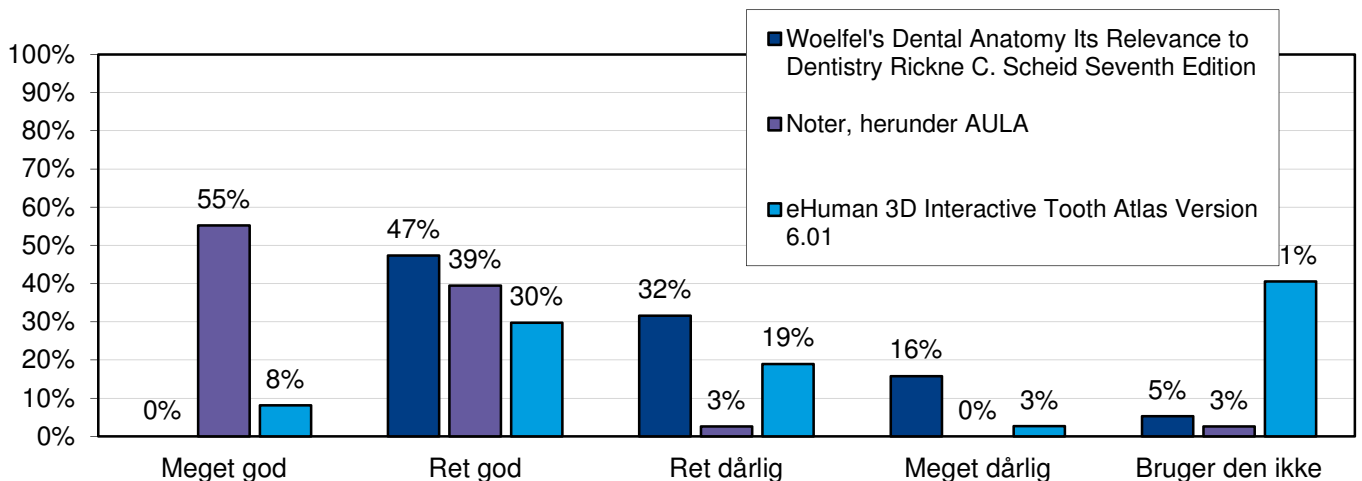 Woelfel's Dental Anatomy Its Relevance to
Dentistry Rickne C. Scheid Seventh Edition
Noter, herunder AULA
eHuman 3D Interactive Tooth Atlas Version
6.01
100%
90%
80%
70%
60%
50%
40%
30%
20%
10%
0%
0% 55% 8%
47% 39% 30%
32% 3% 19%
16% 0% 3%
5% 3% 1%
Meget god Ret god Ret dårlig Meget dårlig Bruger den ikke